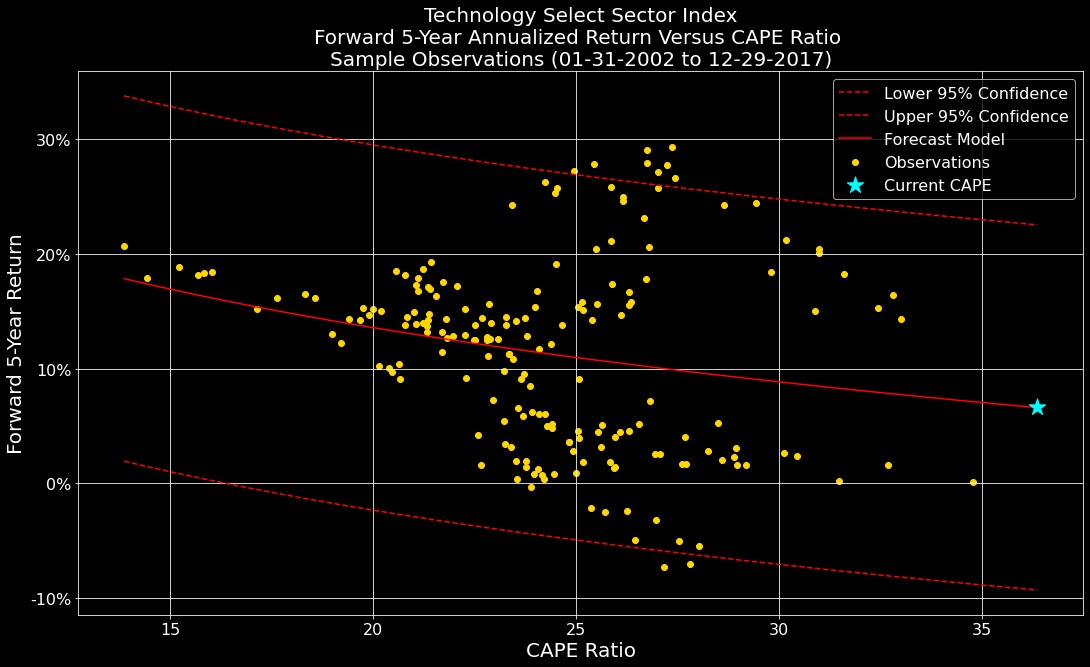 Technology Select Sector Index
Forward 5-Year Annualized Return Versus CAPE Ratio
Sample Observations (01-31-2002 to 12-29-2017)
Lower 95% Confidence
Upper 95% Confidence
Forecast Model
Observations
Current CAPE
Forward 5-Year Return
30%
20%
10%
0%
-10%
15 20 25 30 35
CAPE Ratio